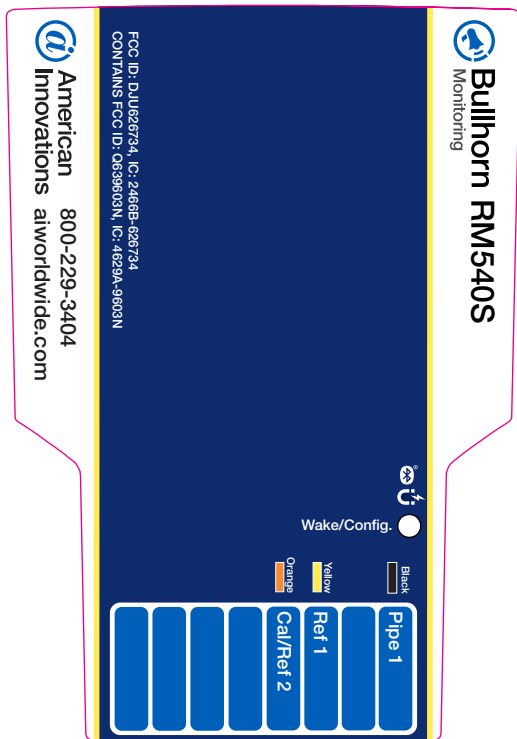 Bullhorn RM540S
Monitoring
Wake/Config.
Black
Yellow
Orange
Pipe 1
Ref 1
Cal/Ref 2
FCC ID: DJU626734, IC: 2466B-626734
CONTAINS FCC ID: Q639603N, IC: 4629A-9603N
American 800-229-3404
Innovations aiworldwide.com